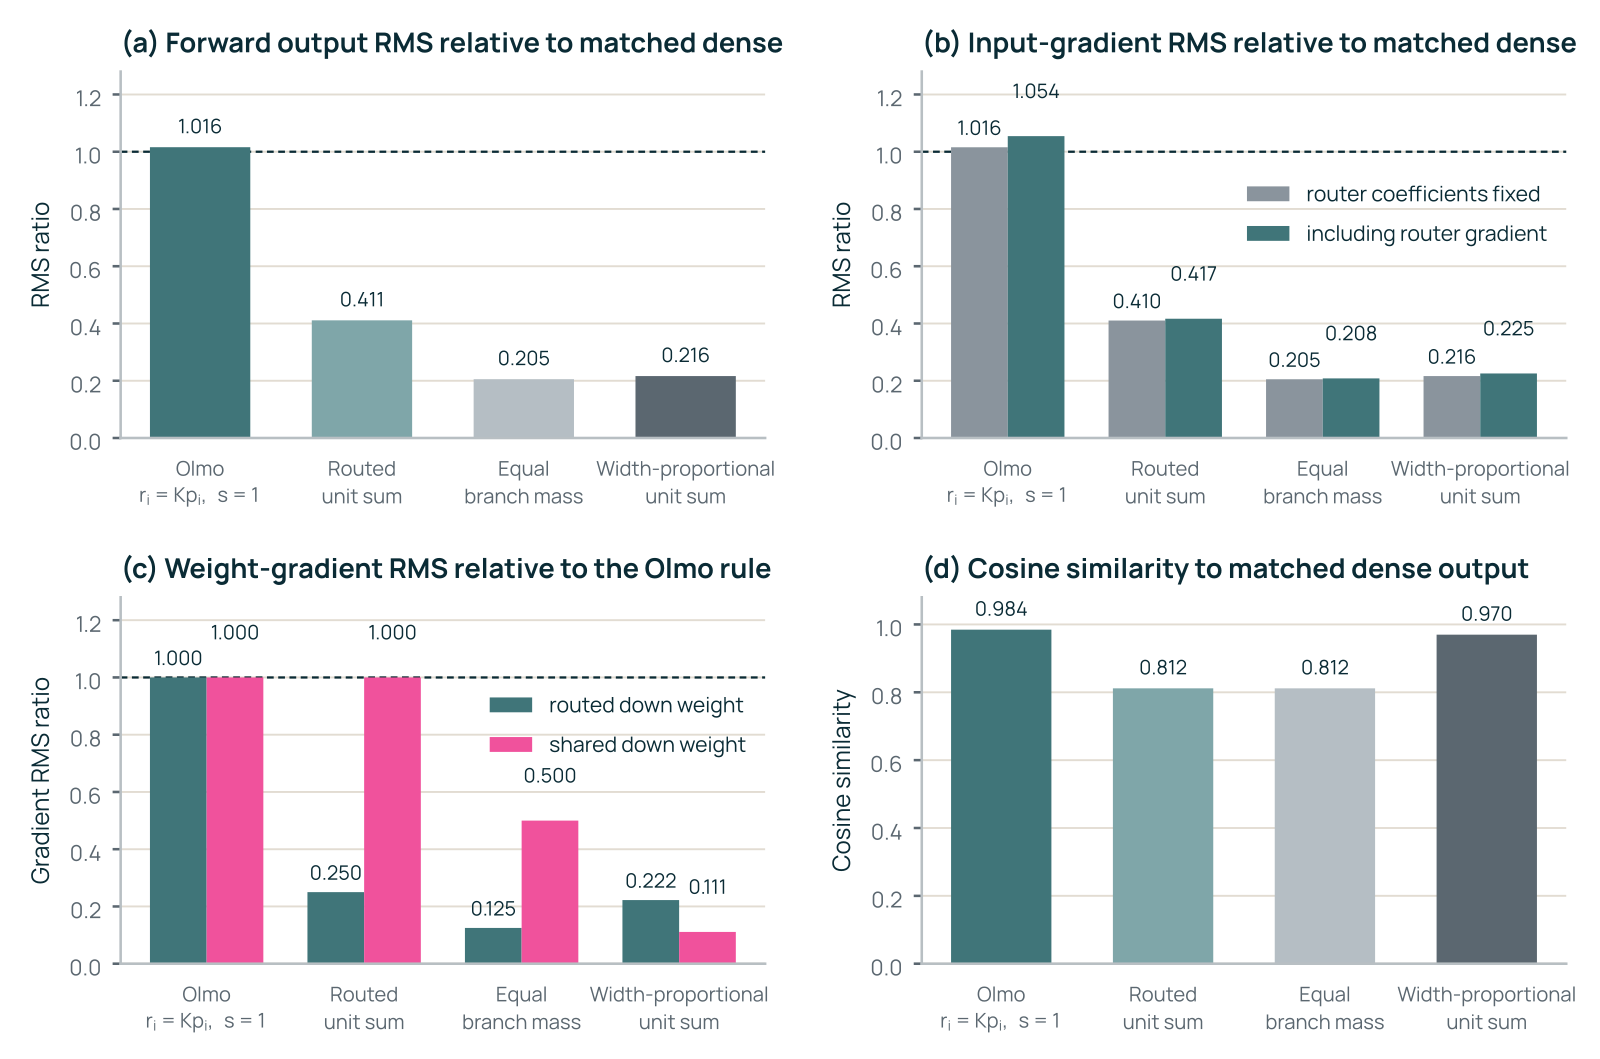 (a) Forward output RMS relative to matched dense
RMS ratio
1.2
1.0
0.8
0.6
0.4
0.2
0.0
1.016
0.411
0.205
0.216
Olmo
rᵢ = Kpᵢ, s = 1
Routed
unit sum
Equal
branch mass
Width-proportional
unit sum
(b) Input-gradient RMS relative to matched dense
RMS ratio
1.2
1.0
0.8
0.6
0.4
0.2
0.0
1.016
1.054
0.410
0.417
0.205
0.208
0.216
0.225
router coefficients fixed
including router gradient
Olmo
rᵢ = Kpᵢ, s = 1
Routed
unit sum
Equal
branch mass
Width-proportional
unit sum
(c) Weight-gradient RMS relative to the Olmo rule
Gradient RMS ratio
1.2
1.0
0.8
0.6
0.4
0.2
0.0
1.000
1.000
0.250
1.000
0.125
0.500
0.222
0.111
routed down weight
shared down weight
Olmo
rᵢ = Kpᵢ, s = 1
Routed
unit sum
Equal
branch mass
Width-proportional
unit sum
(d) Cosine similarity to matched dense output
Cosine similarity
1.0
0.8
0.6
0.4
0.2
0.0
0.984
0.812
0.812
0.970
Olmo
rᵢ = Kpᵢ, s = 1
Routed
unit sum
Equal
branch mass
Width-proportional
unit sum